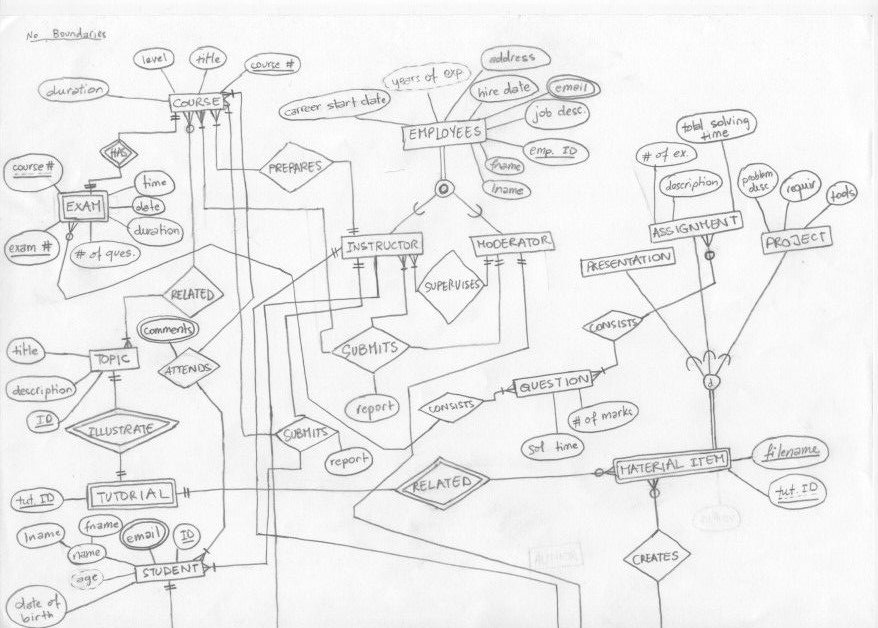 No Boundaries
level
title
course #
duration
COURSE
HAS
course #
EXAM
time
date
duration
exam #
# of ques.
PREPARES
address
years of exp
hire date
email
carreer start date
job desc.
EMPLOYEES
emp. ID
fname
lname
o
INSTRUCTOR
MODERATOR
SUPERVISES
SUBMITS
report
total solving
time
# of ex.
description
ASSIGNMENT
problem
desc
requir
tools
PROJECT
PRESENTATION
CONSISTS
d
RELATED
comments
title
TOPIC
description
ID
ATTENDS
ILLUSTRATE
QUESTION
CONSISTS
# of marks
sol time
SUBMITS
report
tut. ID
TUTORIAL
RELATED
MATERIAL ITEM
filename
tut. ID
lname
fname
name
email
ID
age
STUDENT
date of
birth
CREATES
AUTHOR